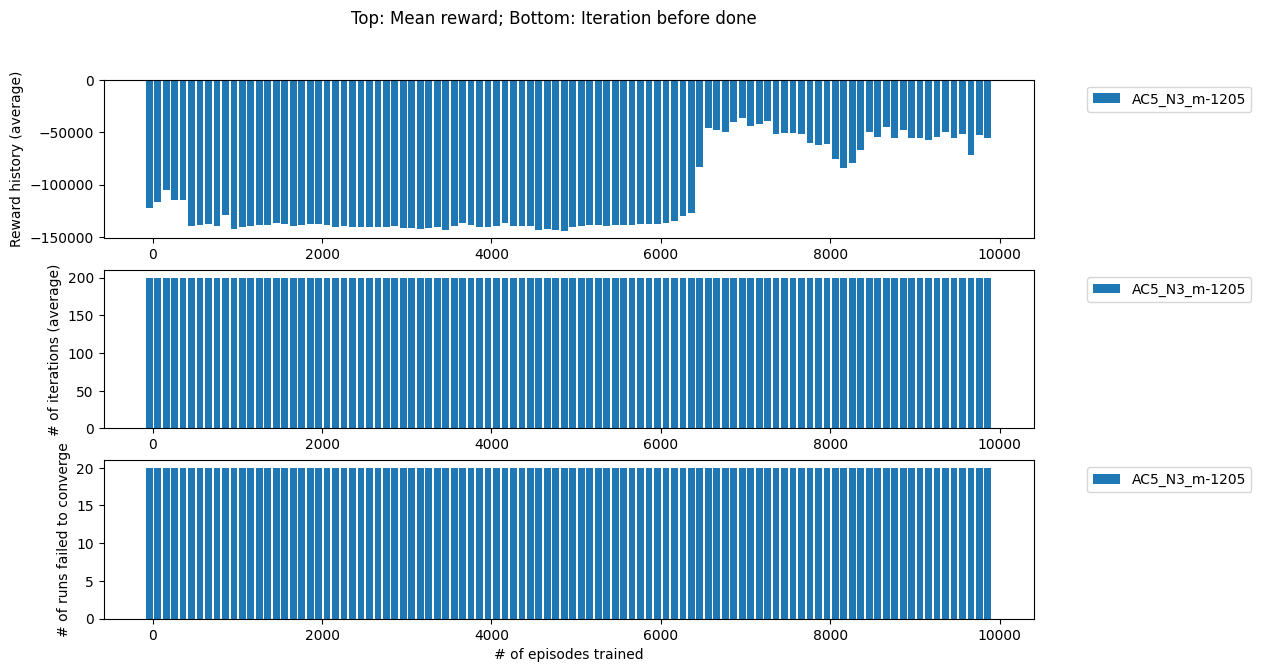 Top: Mean reward; Bottom: Iteration before done
Reward history (average)
0
−50000
−100000
−150000
0 2000 4000 6000 8000 10000
AC5_N3_m-1205
# of iterations (average)
200
150
100
50
0
0 2000 4000 6000 8000 10000
AC5_N3_m-1205
# of runs failed to converge
20
15
10
5
0
0 2000 4000 6000 8000 10000
# of episodes trained
AC5_N3_m-1205